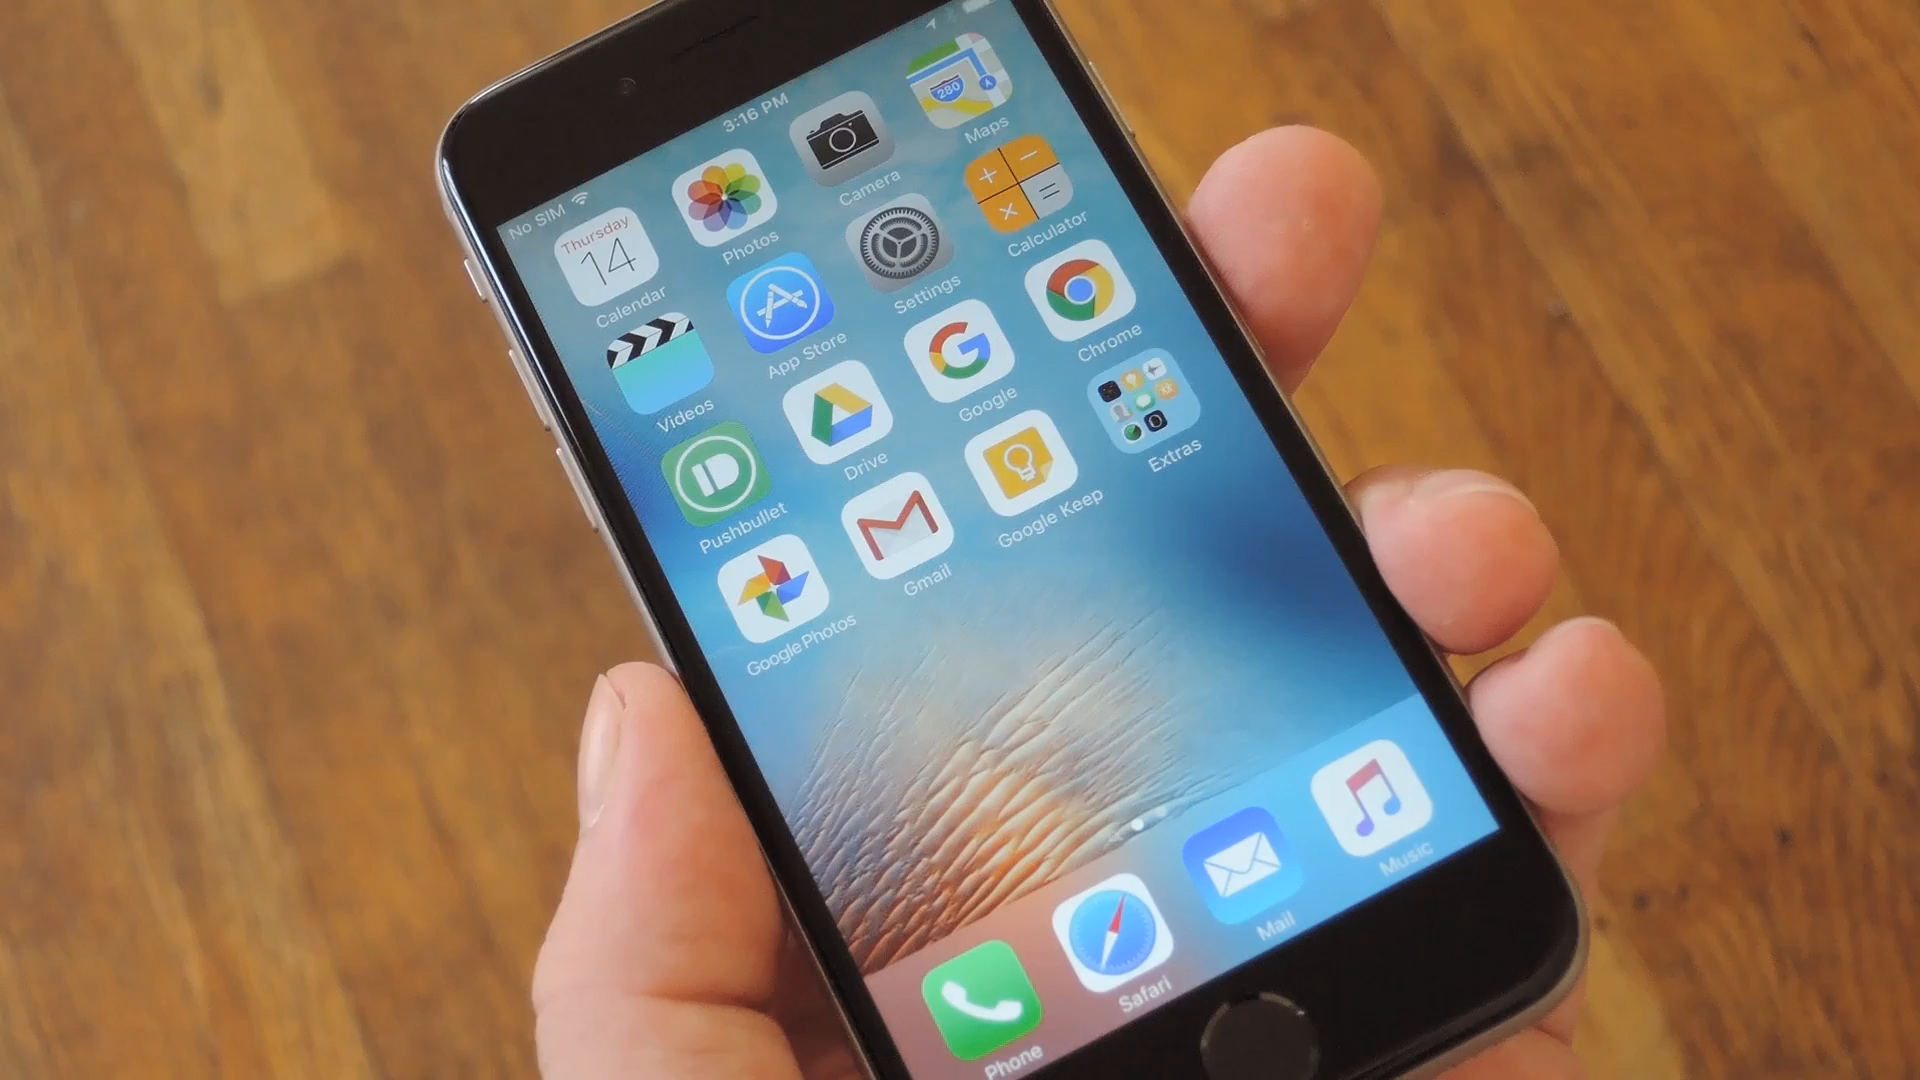 No SIM 3:16 PM
Thursday
14
280
Calendar Photos Camera Maps
Videos App Store Settings Calculator
Pushbullet Drive Google Chrome
Google Photos Gmail Google Keep Extras
Phone Safari Mail Music